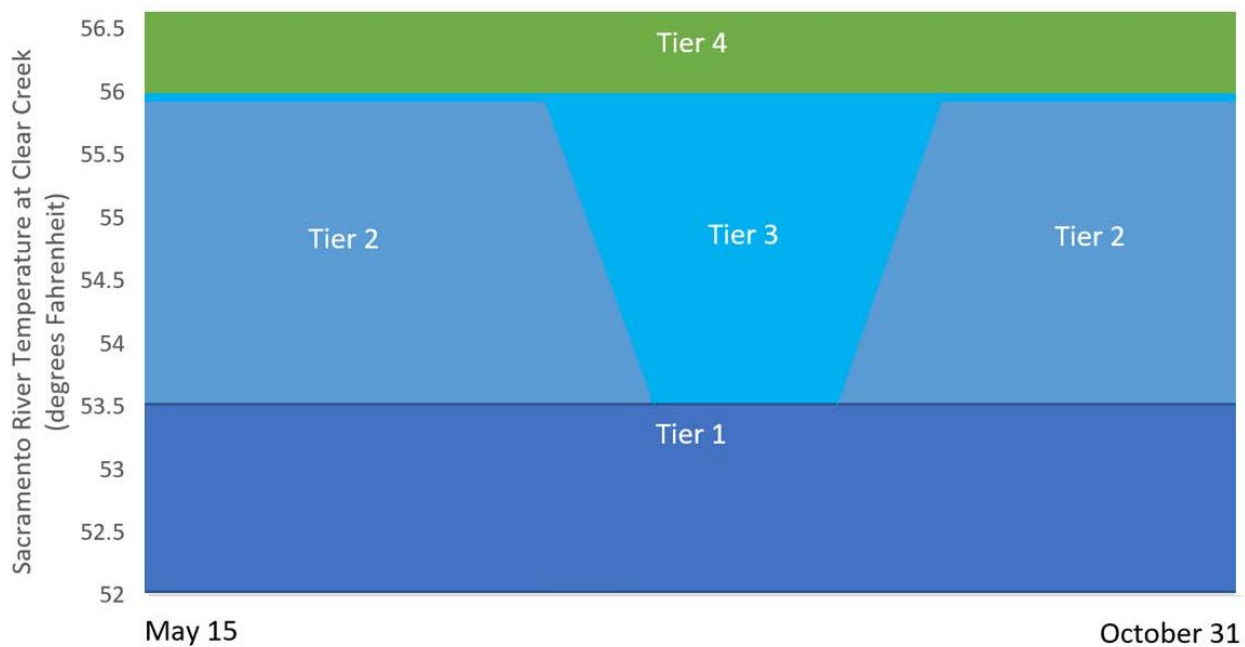 Sacramento River Temperature at Clear Creek
(degrees Fahrenheit)
56.5
56
55.5
55
54.5
54
53.5
53
52.5
52
Tier 4
Tier 2
Tier 3
Tier 2
Tier 1
May 15
October 31